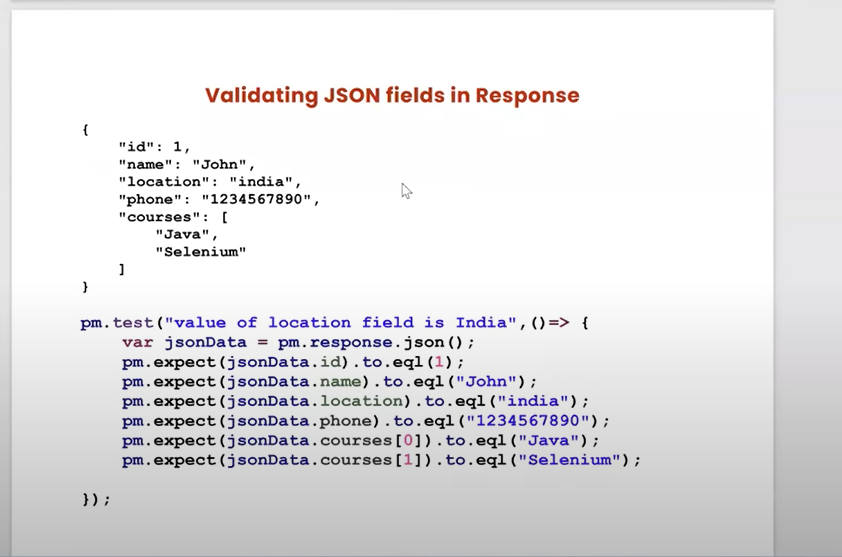 Validating JSON fields in Response
{
    "id": 1,
    "name": "John",
    "location": "india",
    "phone": "1234567890",
    "courses": [
        "Java",
        "Selenium"
    ]
}
pm.test("value of location field is India",()=> {
    var jsonData = pm.response.json();
    pm.expect(jsonData.id).to.eql(1);
    pm.expect(jsonData.name).to.eql("John");
    pm.expect(jsonData.location).to.eql("india");
    pm.expect(jsonData.phone).to.eql("1234567890");
    pm.expect(jsonData.courses[0]).to.eql("Java");
    pm.expect(jsonData.courses[1]).to.eql("Selenium");
});